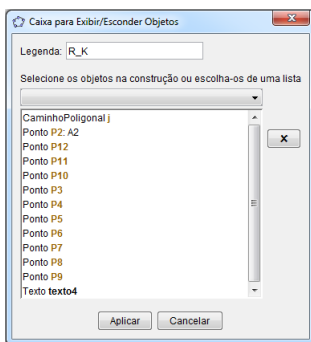 Caixa para Exibir/Esconder Objetos
Legenda: R_K
Selecione os objetos na construção ou escolha-os de uma lista
CaminhoPoligonal j
Ponto P2: A2
Ponto P12
Ponto P11
Ponto P10
Ponto P3
Ponto P4
Ponto P5
Ponto P6
Ponto P7
Ponto P8
Ponto P9
Texto texto4
Aplicar Cancelar